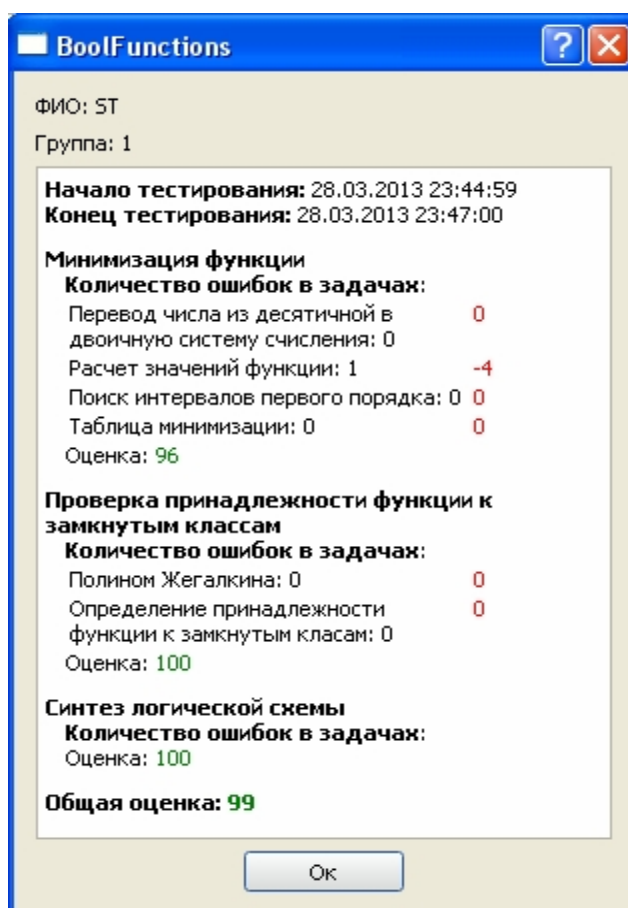 BoolFunctions
ФИО: ST
Группа: 1
Начало тестирования: 28.03.2013 23:44:59
Конец тестирования: 28.03.2013 23:47:00
Минимизация функции
Количество ошибок в задачах:
Перевод числа из десятичной в 0
двоичную систему счисления: 0
Расчет значений функции: 1 -4
Поиск интервалов первого порядка: 0 0
Таблица минимизации: 0 0
Оценка: 96
Проверка принадлежности функции к
замкнутым классам
Количество ошибок в задачах:
Полином Жегалкина: 0 0
Определение принадлежности 0
функции к замкнутым класам: 0
Оценка: 100
Синтез логической схемы
Количество ошибок в задачах:
Оценка: 100
Общая оценка: 99
Ок